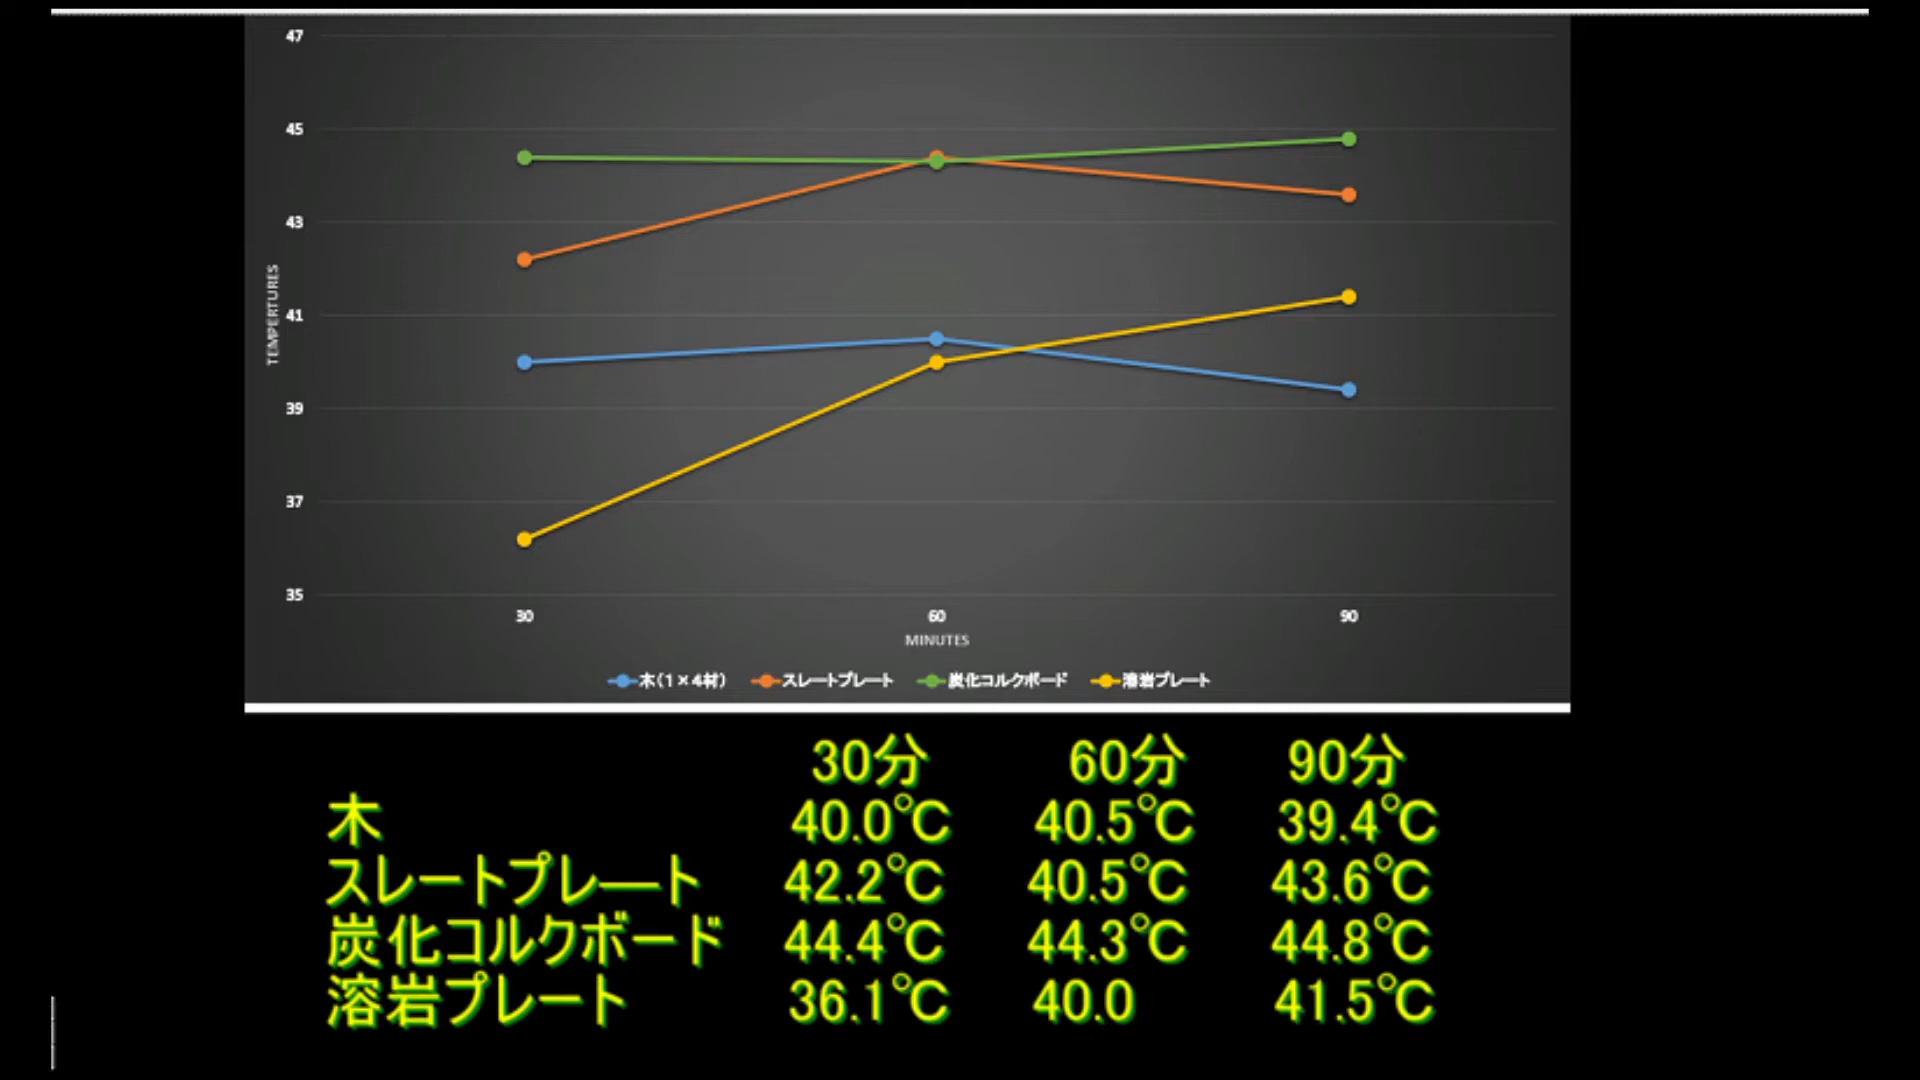 47
45
43
41
39
37
35
TEMPERTURES
30 60 90
MINUTES
木(1×4材) スレートプレート 炭化コルクボード 溶岩プレート
30分 60分 90分
木 40.0℃ 40.5℃ 39.4℃
スレートプレート 42.2℃ 40.5℃ 43.6℃
炭化コルクボード 44.4℃ 44.3℃ 44.8℃
溶岩プレート 36.1℃ 40.0 41.5℃